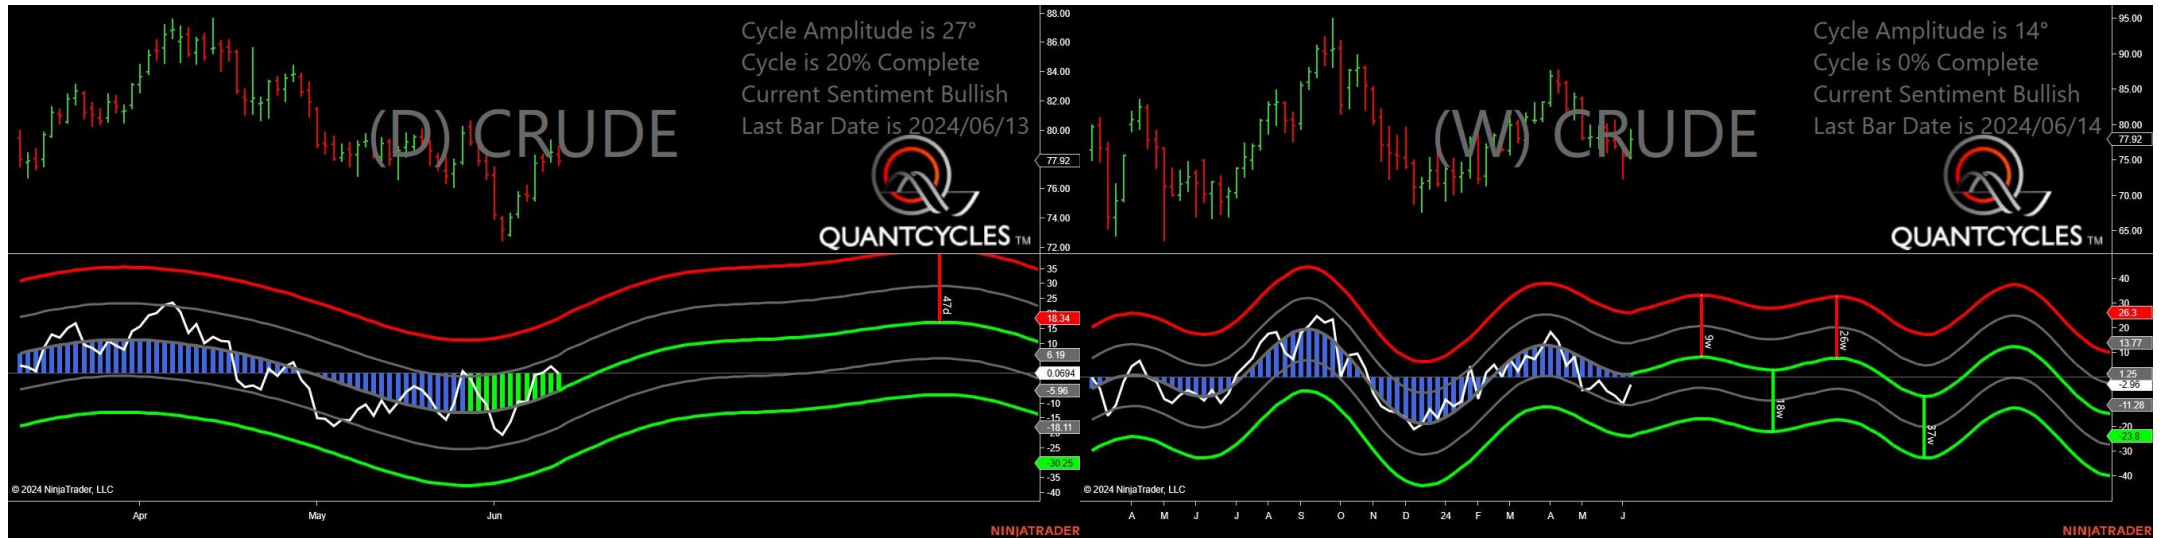 Cycle Amplitude is 27°
Cycle is 20% Complete
Current Sentiment Bullish
Last Bar Date is 2024/06/13
(D) CRUDE
QUANTCYCLES TM
88.00
86.00
84.00
82.00
80.00
77.92
76.00
74.00
72.00
47d
35
30
25
18.34
15
10
6.19
0.0694
-5.96
-10
-15
-18.11
-25
-30.25
-35
-40
© 2024 NinjaTrader, LLC
Apr May Jun
NINJATRADER
Cycle Amplitude is 14°
Cycle is 0% Complete
Current Sentiment Bullish
Last Bar Date is 2024/06/14
(W) CRUDE
QUANTCYCLES TM
95.00
90.00
85.00
80.00
77.92
75.00
70.00
65.00
9w
26w
18w
40
30
26.3
20
13.77
10
1.25
-2.96
-11.28
-20
-23.8
-30
-40
© 2024 NinjaTrader, LLC
A M J J A S O N D 24 F M A M J
NINJATRADER